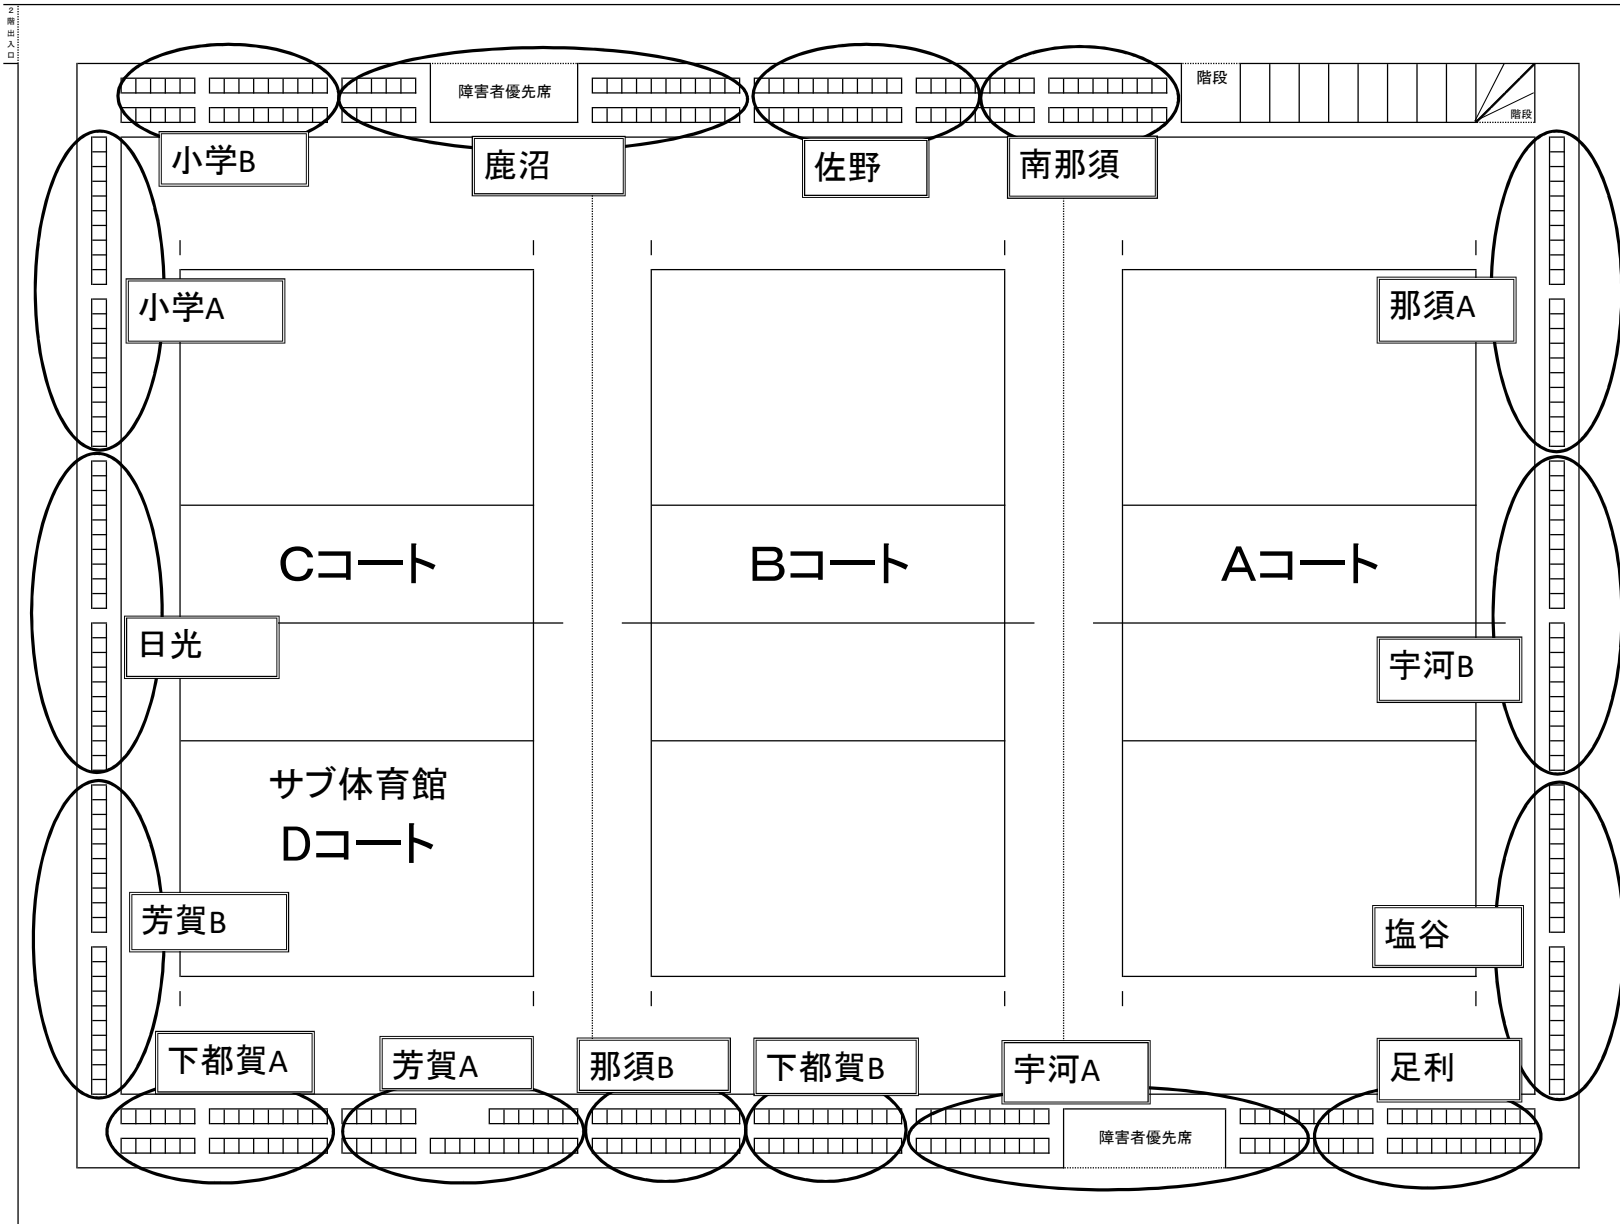 2階出入口
障害者優先席
階段
階段
小学B
鹿沼
佐野
南那須
小学A
那須A
Cコート
Bコート
Aコート
日光
宇河B
サブ体育館
Dコート
芳賀B
塩谷
下都賀A
芳賀A
那須B
下都賀B
宇河A
足利
障害者優先席